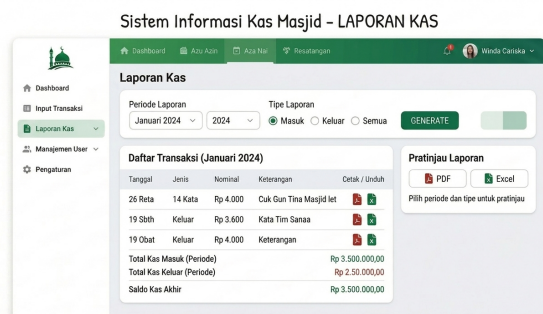 Sistem Informasi Kas Masjid - LAPORAN KAS
Dashboard
Azu Azin
Aza Nai
Resatangan
Winda Cariska
Dashboard
Input Transaksi
Laporan Kas
Manajemen User
Pengaturan
Laporan Kas
Periode Laporan
Tipe Laporan
Januari 2024
2024
Masuk
Keluar
Semua
GENERATE
Daftar Transaksi (Januari 2024)
Tanggal Jenis Nominal Keterangan Cetak / Unduh
26 Reta 14 Kata Rp 4.000 Cuk Gun Tina Masjid let
19 Sbth Keluar Rp 3.600 Kata Tim Sanaa
19 Obat Keluar Rp 4.000 Keterangan
Total Kas Masuk (Periode) Rp 3.500.000,00
Total Kas Keluar (Periode) Rp 2.50.000,00
Saldo Kas Akhir Rp 3.500.000,00
Pratinjau Laporan
PDF
Excel
Pilih periode dan tipe untuk pratinjau